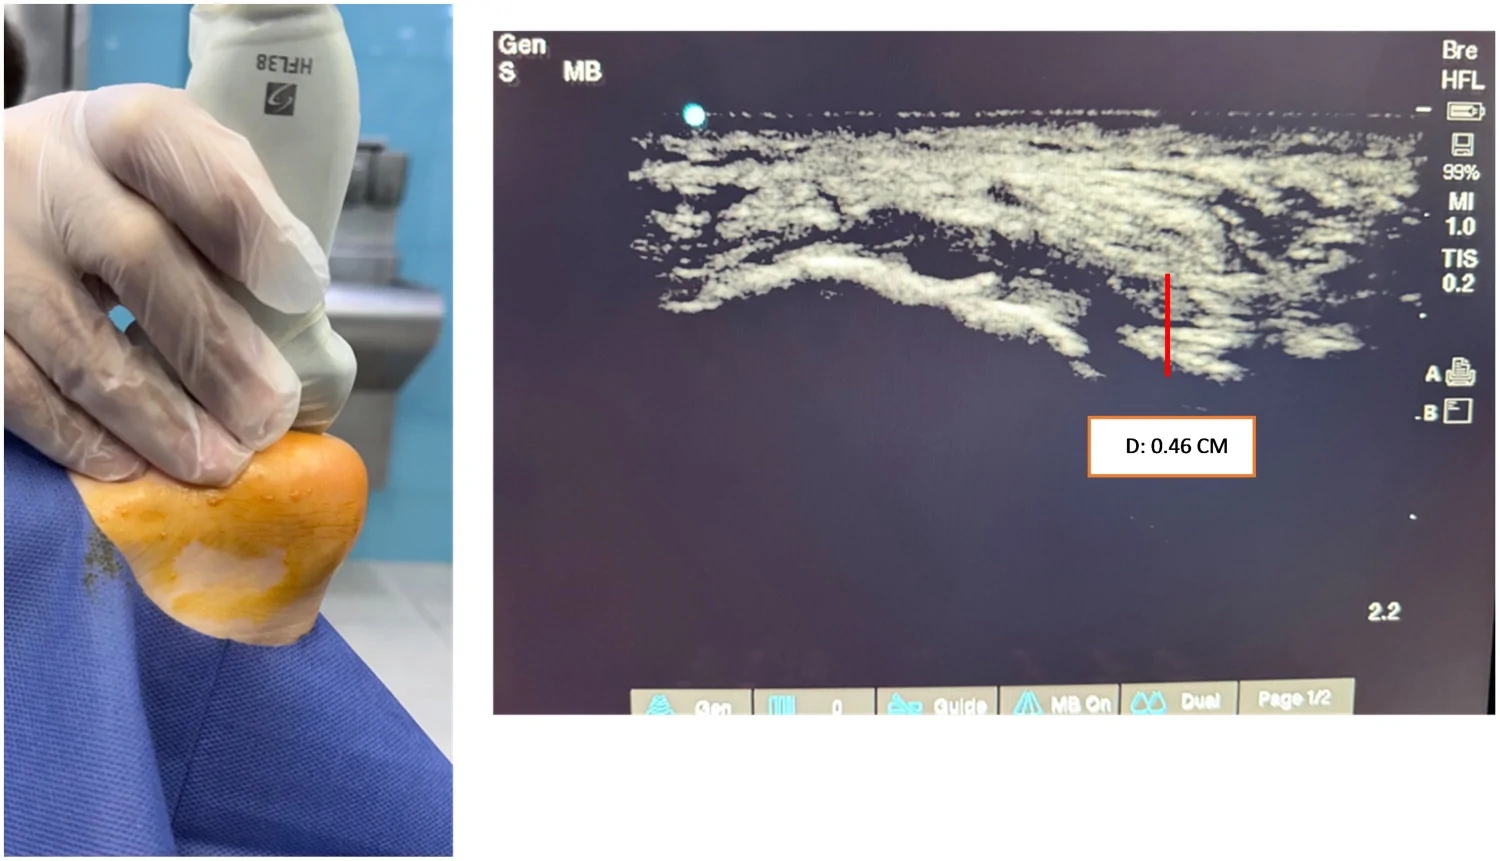 HFL38
Gen
S MB
Bre
HFL
99%
MI
1.0
TIS
0.2
A
B
D: 0.46 CM
2.2
Gen 0 Guide MB On Dual Page 1/2